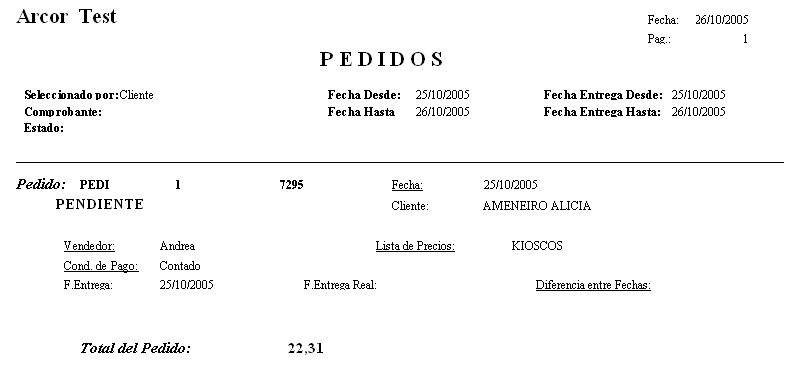 Arcor Test
Fecha: 26/10/2005
Pag.: 1
PEDIDOS
Seleccionado por:Cliente Fecha Desde: 25/10/2005 Fecha Entrega Desde: 25/10/2005
Comprobante: Fecha Hasta 26/10/2005 Fecha Entrega Hasta: 26/10/2005
Estado:
Pedido: PEDI 1 7295 Fecha: 25/10/2005
PENDIENTE Cliente: AMENEIRO ALICIA
Vendedor: Andrea Lista de Precios: KIOSCOS
Cond. de Pago: Contado
F.Entrega: 25/10/2005 F.Entrega Real: Diferencia entre Fechas:
Total del Pedido: 22,31